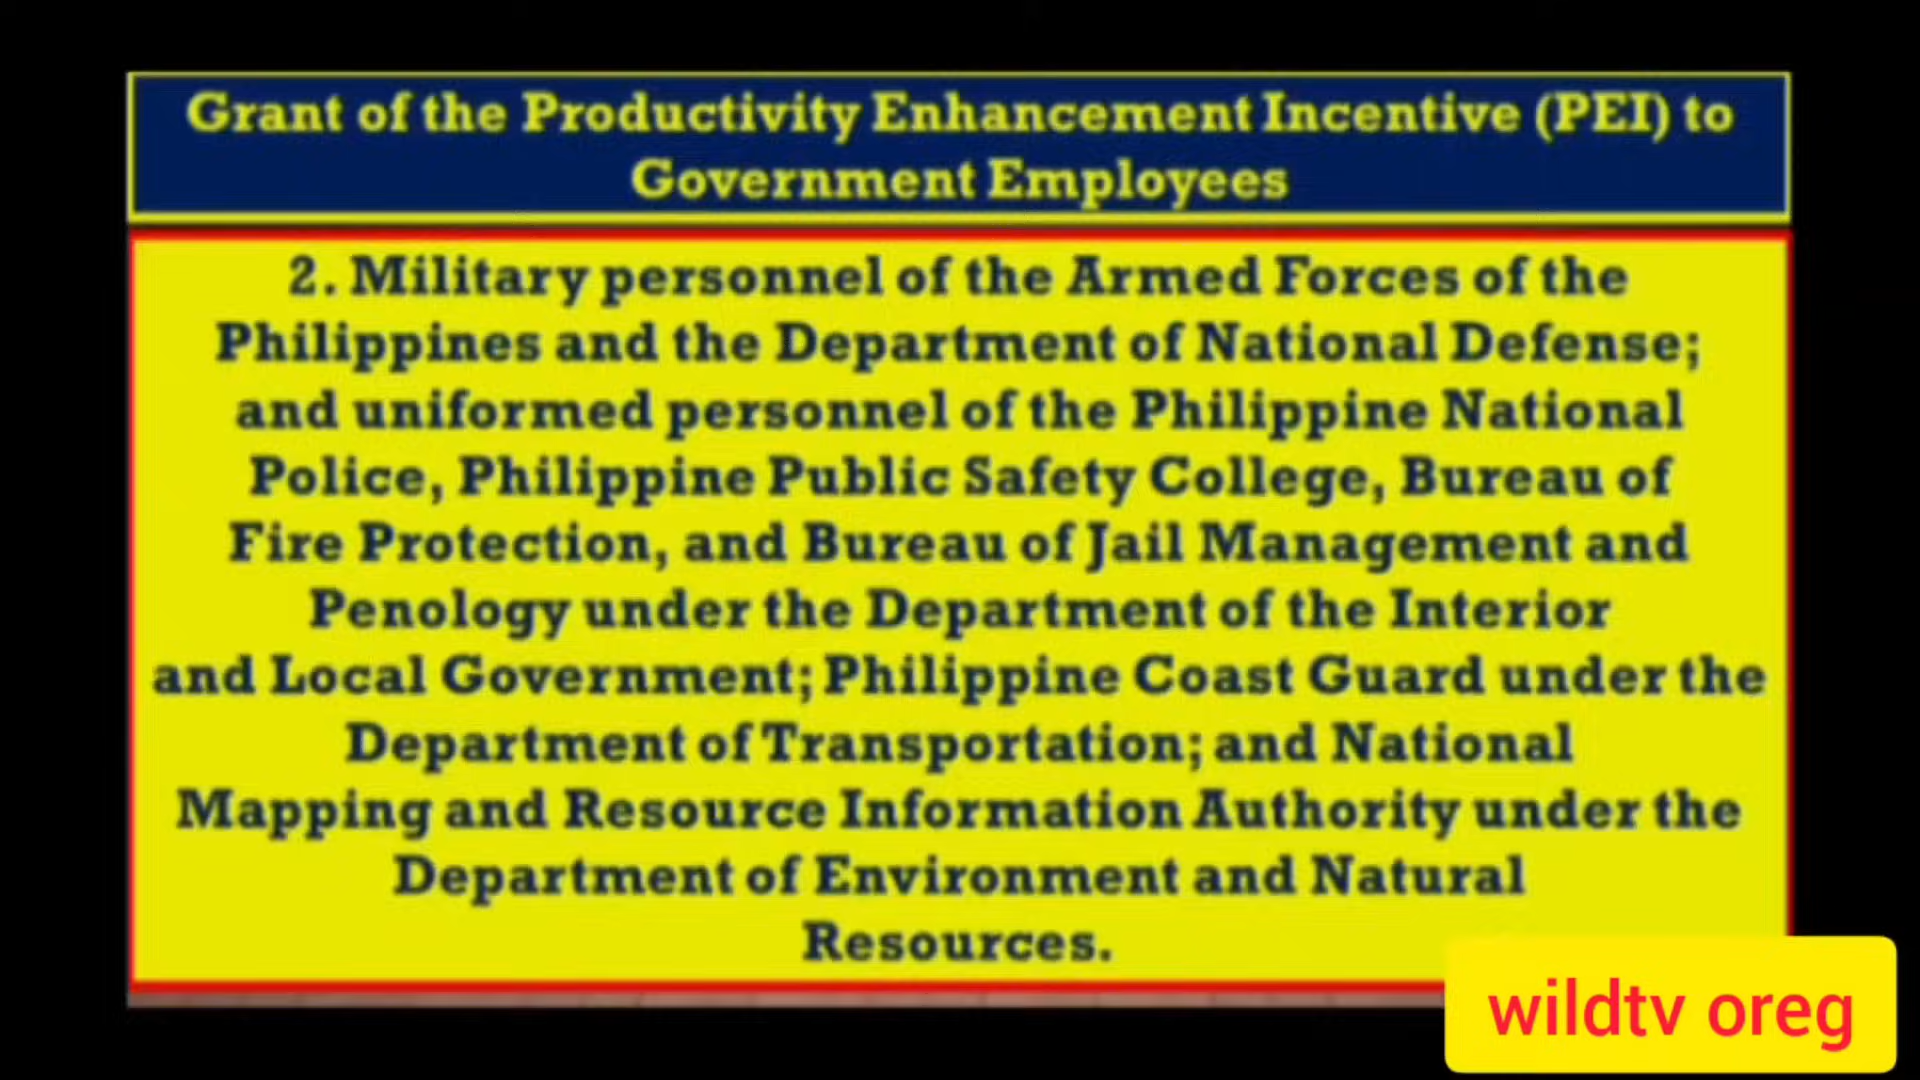 Grant of the Productivity Enhancement Incentive (PEI) to
Government Employees
2. Military personnel of the Armed Forces of the
Philippines and the Department of National Defense;
and uniformed personnel of the Philippine National
Police, Philippine Public Safety College, Bureau of
Fire Protection, and Bureau of Jail Management and
Penology under the Department of the Interior
and Local Government; Philippine Coast Guard under the
Department of Transportation; and National
Mapping and Resource Information Authority under the
Department of Environment and Natural
Resources.
wildtv oreg